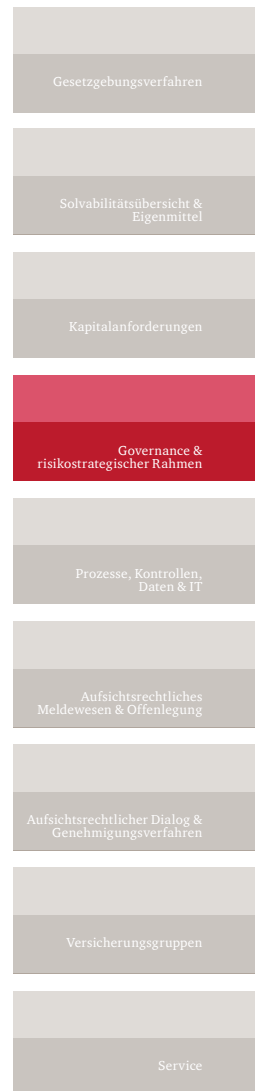 Gesetzgebungsverfahren
Solvabilitätsübersicht &
Eigenmittel
Kapitalanforderungen
Governance &
risikostrategischer Rahmen
Prozesse, Kontrollen,
Daten & IT
Aufsichtsrechtliches
Meldewesen & Offenlegung
Aufsichtsrechtlicher Dialog &
Genehmigungsverfahren
Versicherungsgruppen
Service